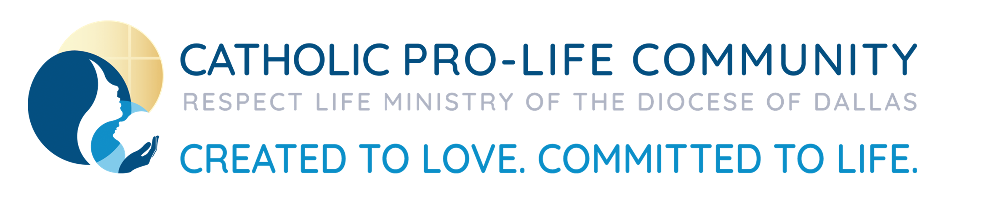 CATHOLIC PRO-LIFE COMMUNITY
RESPECT LIFE MINISTRY OF THE DIOCESE OF DALLAS
CREATED TO LOVE. COMMITTED TO LIFE.